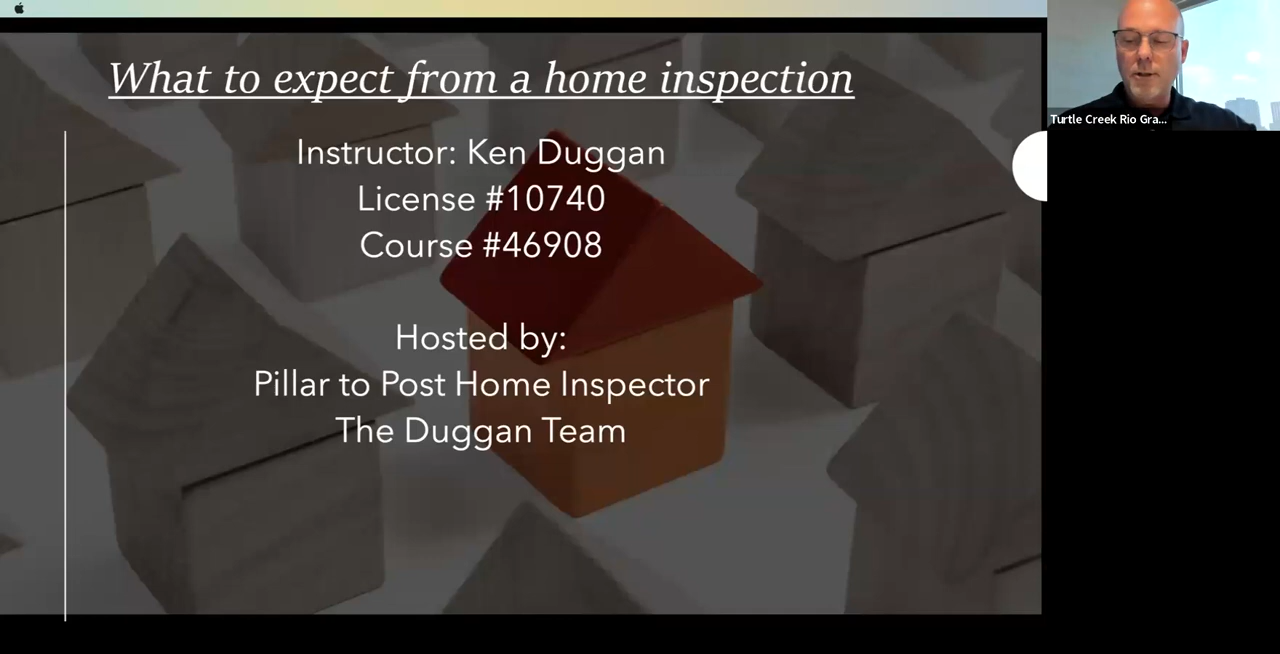 What to expect from a home inspection
Instructor: Ken Duggan
License #10740
Course #46908
Hosted by:
Pillar to Post Home Inspector
The Duggan Team
Turtle Creek Rio Gra...